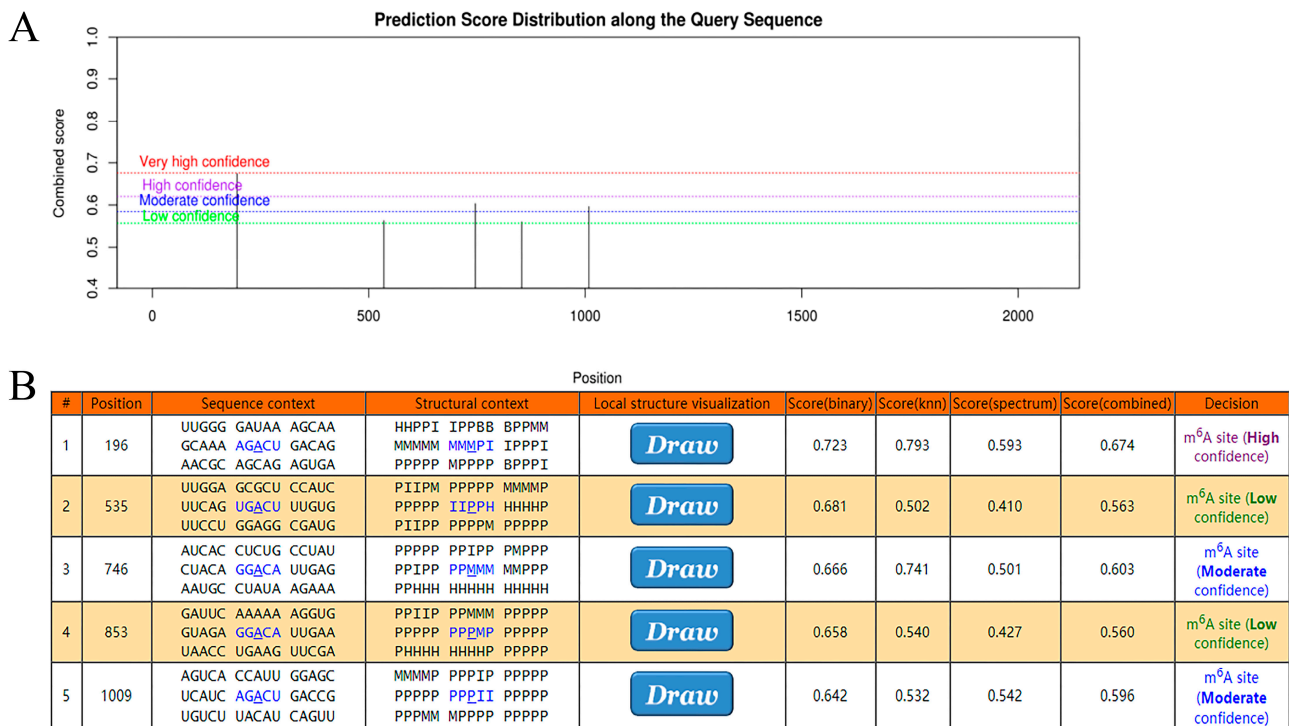 A
Prediction Score Distribution along the Query Sequence
Combined score
1.0
0.9
0.8
0.7
0.6
0.5
0.4
Very high confidence
High confidence
Moderate confidence
Low confidence
0 500 1000 1500 2000
Position
B
# Position Sequence context Structural context Local structure visualization Score(binary) Score(knn) Score(spectrum) Score(combined) Decision
UUGGG GAUAA AGCAA HHPPI IPPBB BPPMM
1 196 GCAAA AGACU GACAG MMMMM MMMPI IPPPI Draw 0.723 0.793 0.593 0.674 m6A site (High confidence)
AACGC AGCAG AGUGA PPPPP MPPPP BPPPI
UUGGA GCGCU CCAUC PIIPM PPPPP MMMMP
2 535 UUCAG UGACU UUGUG PPPPP IIPPH HHHHP Draw 0.681 0.502 0.410 0.563 m6A site (Low confidence)
UUCCU GGAGG CGAUG PIIPP PPPPM PPPPP
AUCAC CUCUG CCUAU PPPPP PPIPP PMPPP
3 746 CUACA GGACA UUGAG PPIPP PPMMM MMPPP Draw 0.666 0.741 0.501 0.603 m6A site (Moderate confidence)
AAUGC CUAUA AGAAA PPHHH HHHHH HHHHH
GAUUC AAAAA AGGUG PPIIP PPMMM PPPPP
4 853 GUAGA GGACA UUGAA PPPPP PPPMP PPPPP Draw 0.658 0.540 0.427 0.560 m6A site (Low confidence)
UAACC UGAAG UUCGA PHHHH HHHHP PPPPP
AGUCA CCAUU GGAGC MMMMP PPPIP PPPPP
5 1009 UCAUC AGACU GACCG PPPPP PPPII PPPPP Draw 0.642 0.532 0.542 0.596 m6A site (Moderate confidence)
UGUCU UACAU CAGUU PPPMM MPPPP PPPPP